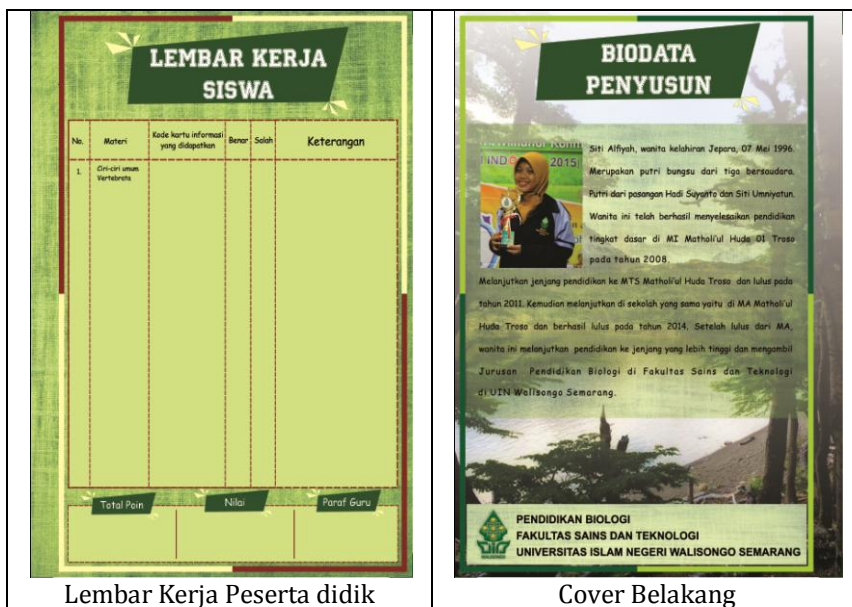 LEMBAR KERJA
SISWA
No.
Materi
Kode kartu informasi
yang didapatkan
Benar
Salah
Keterangan
1.
Ciri-ciri umum
Vertebrata
Total Poin
Nilai
Paraf Guru
Lembar Kerja Peserta didik
BIODATA
PENYUSUN
IND
2015
Siti Alfiyah, wanita kelahiran Jepara, 07 Mei 1996.
Merupakan putri bungsu dari tiga bersaudara.
Putri dari pasangan Hadi Suyanto dan Siti Umniyatun.
Wanita ini telah berhasil menyelesaikan pendidikan
tingkat dasar di MI Matholi'ul Huda 01 Troso
pada tahun 2008.
Melanjutkan jenjang pendidikan ke MTS Matholi'ul Huda Troso dan lulus pada
tahun 2011. Kemudian melanjutkan di sekolah yang sama yaitu di MA Matholi'ul
Huda Troso dan berhasil lulus pada tahun 2014. Setelah lulus dari MA,
wanita ini melanjutkan pendidikan ke jenjang yang lebih tinggi dan mengambil
Jurusan Pendidikan Biologi di Fakultas Sains dan Teknologi
di UIN Walisongo Semarang.
WALISONGO
PENDIDIKAN BIOLOGI
FAKULTAS SAINS DAN TEKNOLOGI
UNIVERSITAS ISLAM NEGERI WALISONGO SEMARANG
Cover Belakang